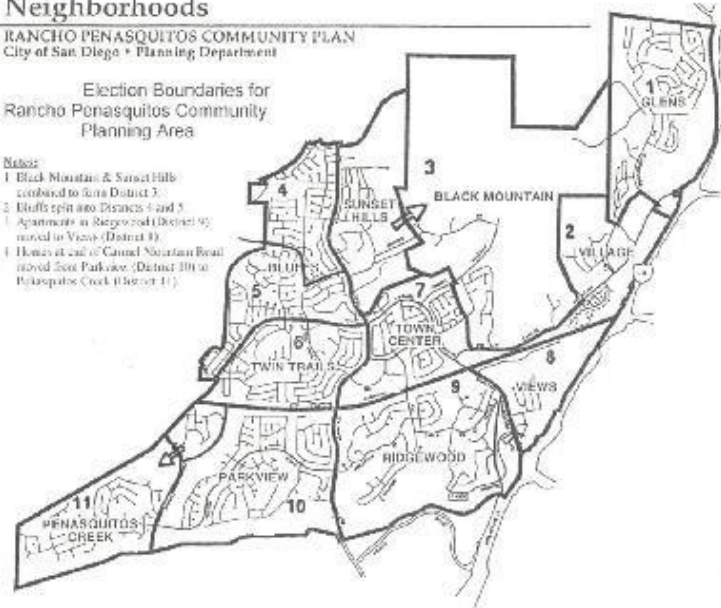 Neighborhoods
RANCHO PENASQUITOS COMMUNITY PLAN
City of San Diego • Planning Department
Election Boundaries for
Rancho Penasquitos Community
Planning Area
Notes:
1 Black Mountain & Sunset Hills
combined to form District 3.
2 Bluffs split into Districts 4 and 5
Apartments in Ridgewood (District 9)
moved to Views (District 8).
Homes at end of Carmel Mountain Road
moved from Parkview (District 10) to
Penasquitos Creek (District 11).
1
GLENS
3
BLACK MOUNTAIN
4
SUNSET
HILLS
2
VILLAGE
BLUFFS
5
7
TOWN
CENTER
6
TWIN TRAILS
8
VIEWS
9
RIDGEWOOD
PARKVIEW
10
11
PENASQUITOS
CREEK